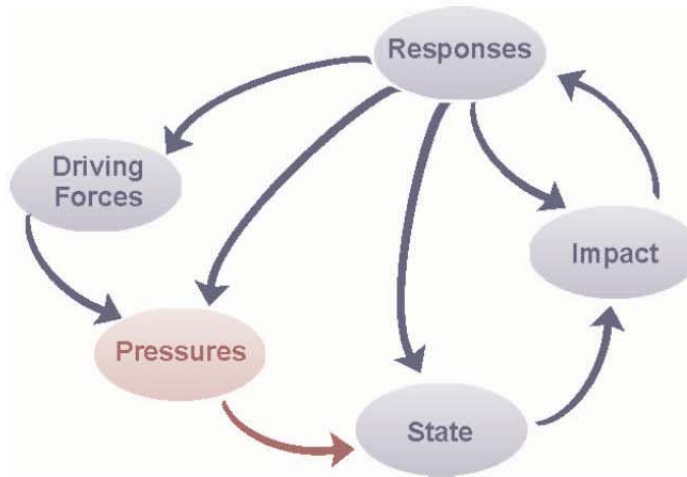 Responses
Driving
Forces
Impact
Pressures
State